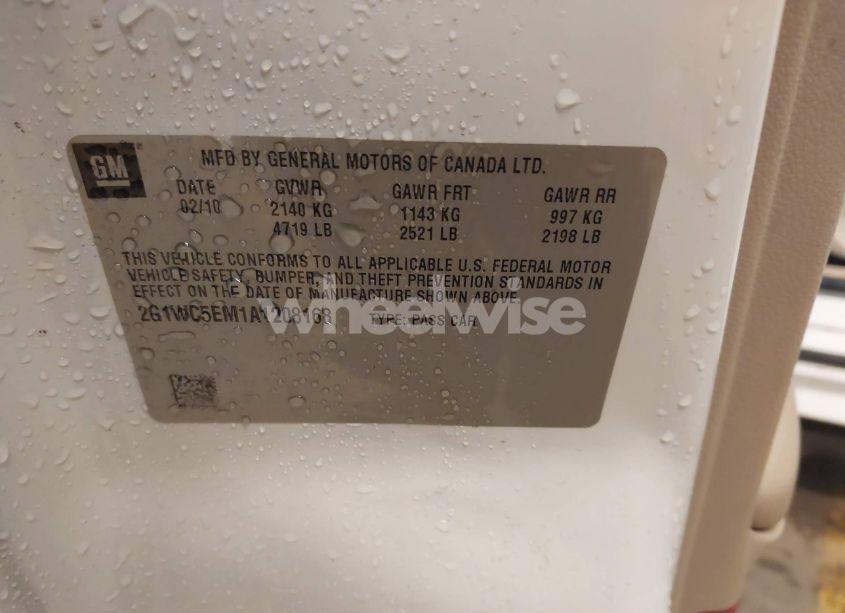 GM
MFD BY GENERAL MOTORS OF CANADA LTD.
DATE GVWR GAWR FRT GAWR RR
02/10 2140 KG 1143 KG 997 KG
4719 LB 2521 LB 2198 LB
THIS VEHICLE CONFORMS TO ALL APPLICABLE U.S. FEDERAL MOTOR
VEHICLE SAFETY, BUMPER, AND THEFT PREVENTION STANDARDS IN
EFFECT ON THE DATE OF MANUFACTURE SHOWN ABOVE.
2G1WC5EM1A1208168 TYPE: PASS CAR
wheelwise